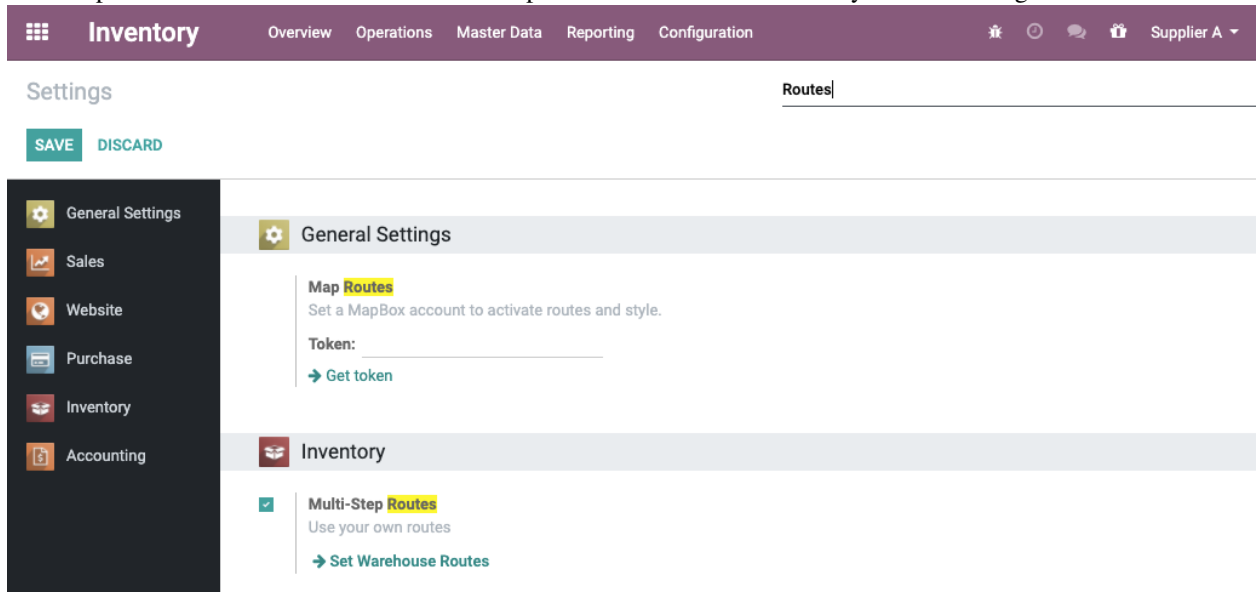 Inventory Overview Operations Master Data Reporting Configuration Supplier A
Settings
Routes
SAVE DISCARD
General Settings
Sales
Website
Purchase
Inventory
Accounting
General Settings
Map Routes
Set a MapBox account to activate routes and style.
Token:
Get token
Inventory
Multi-Step Routes
Use your own routes
Set Warehouse Routes